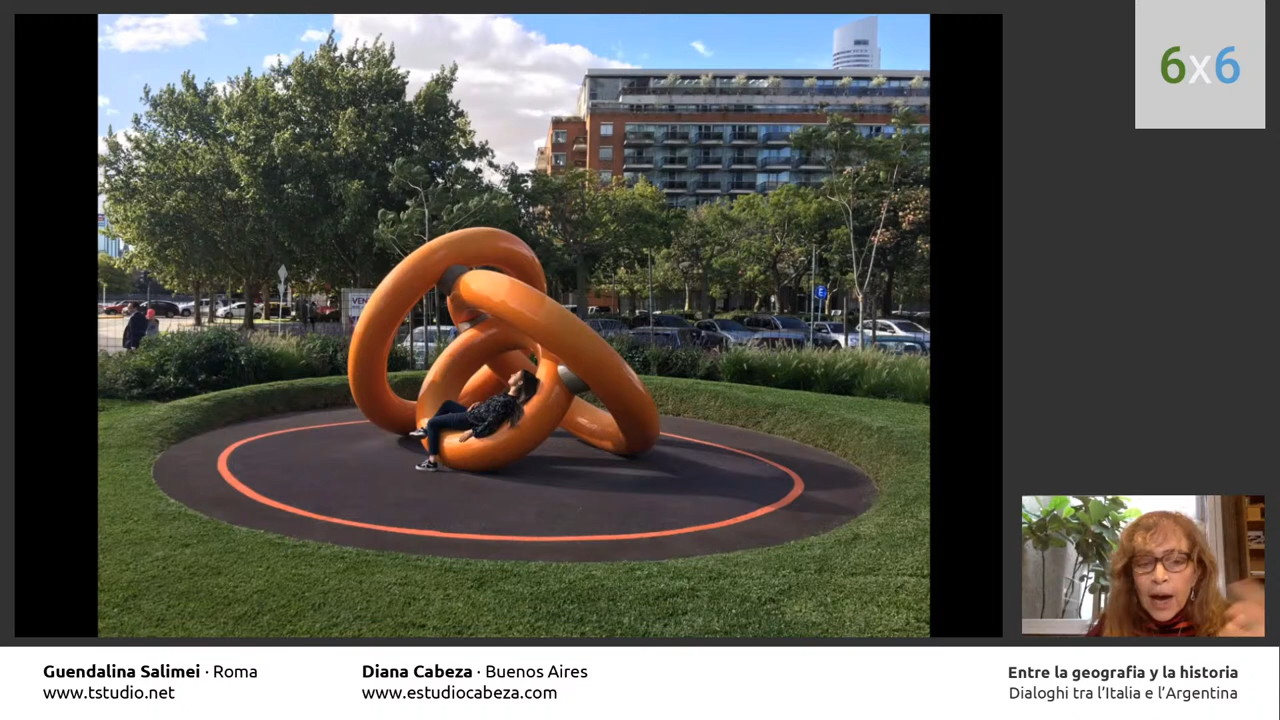 6x6
VEN
E
Guendalina Salimei · Roma
www.tstudio.net
Diana Cabeza · Buenos Aires
www.estudiocabeza.com
Entre la geografia y la historia
Dialoghi tra l'Italia e l'Argentina